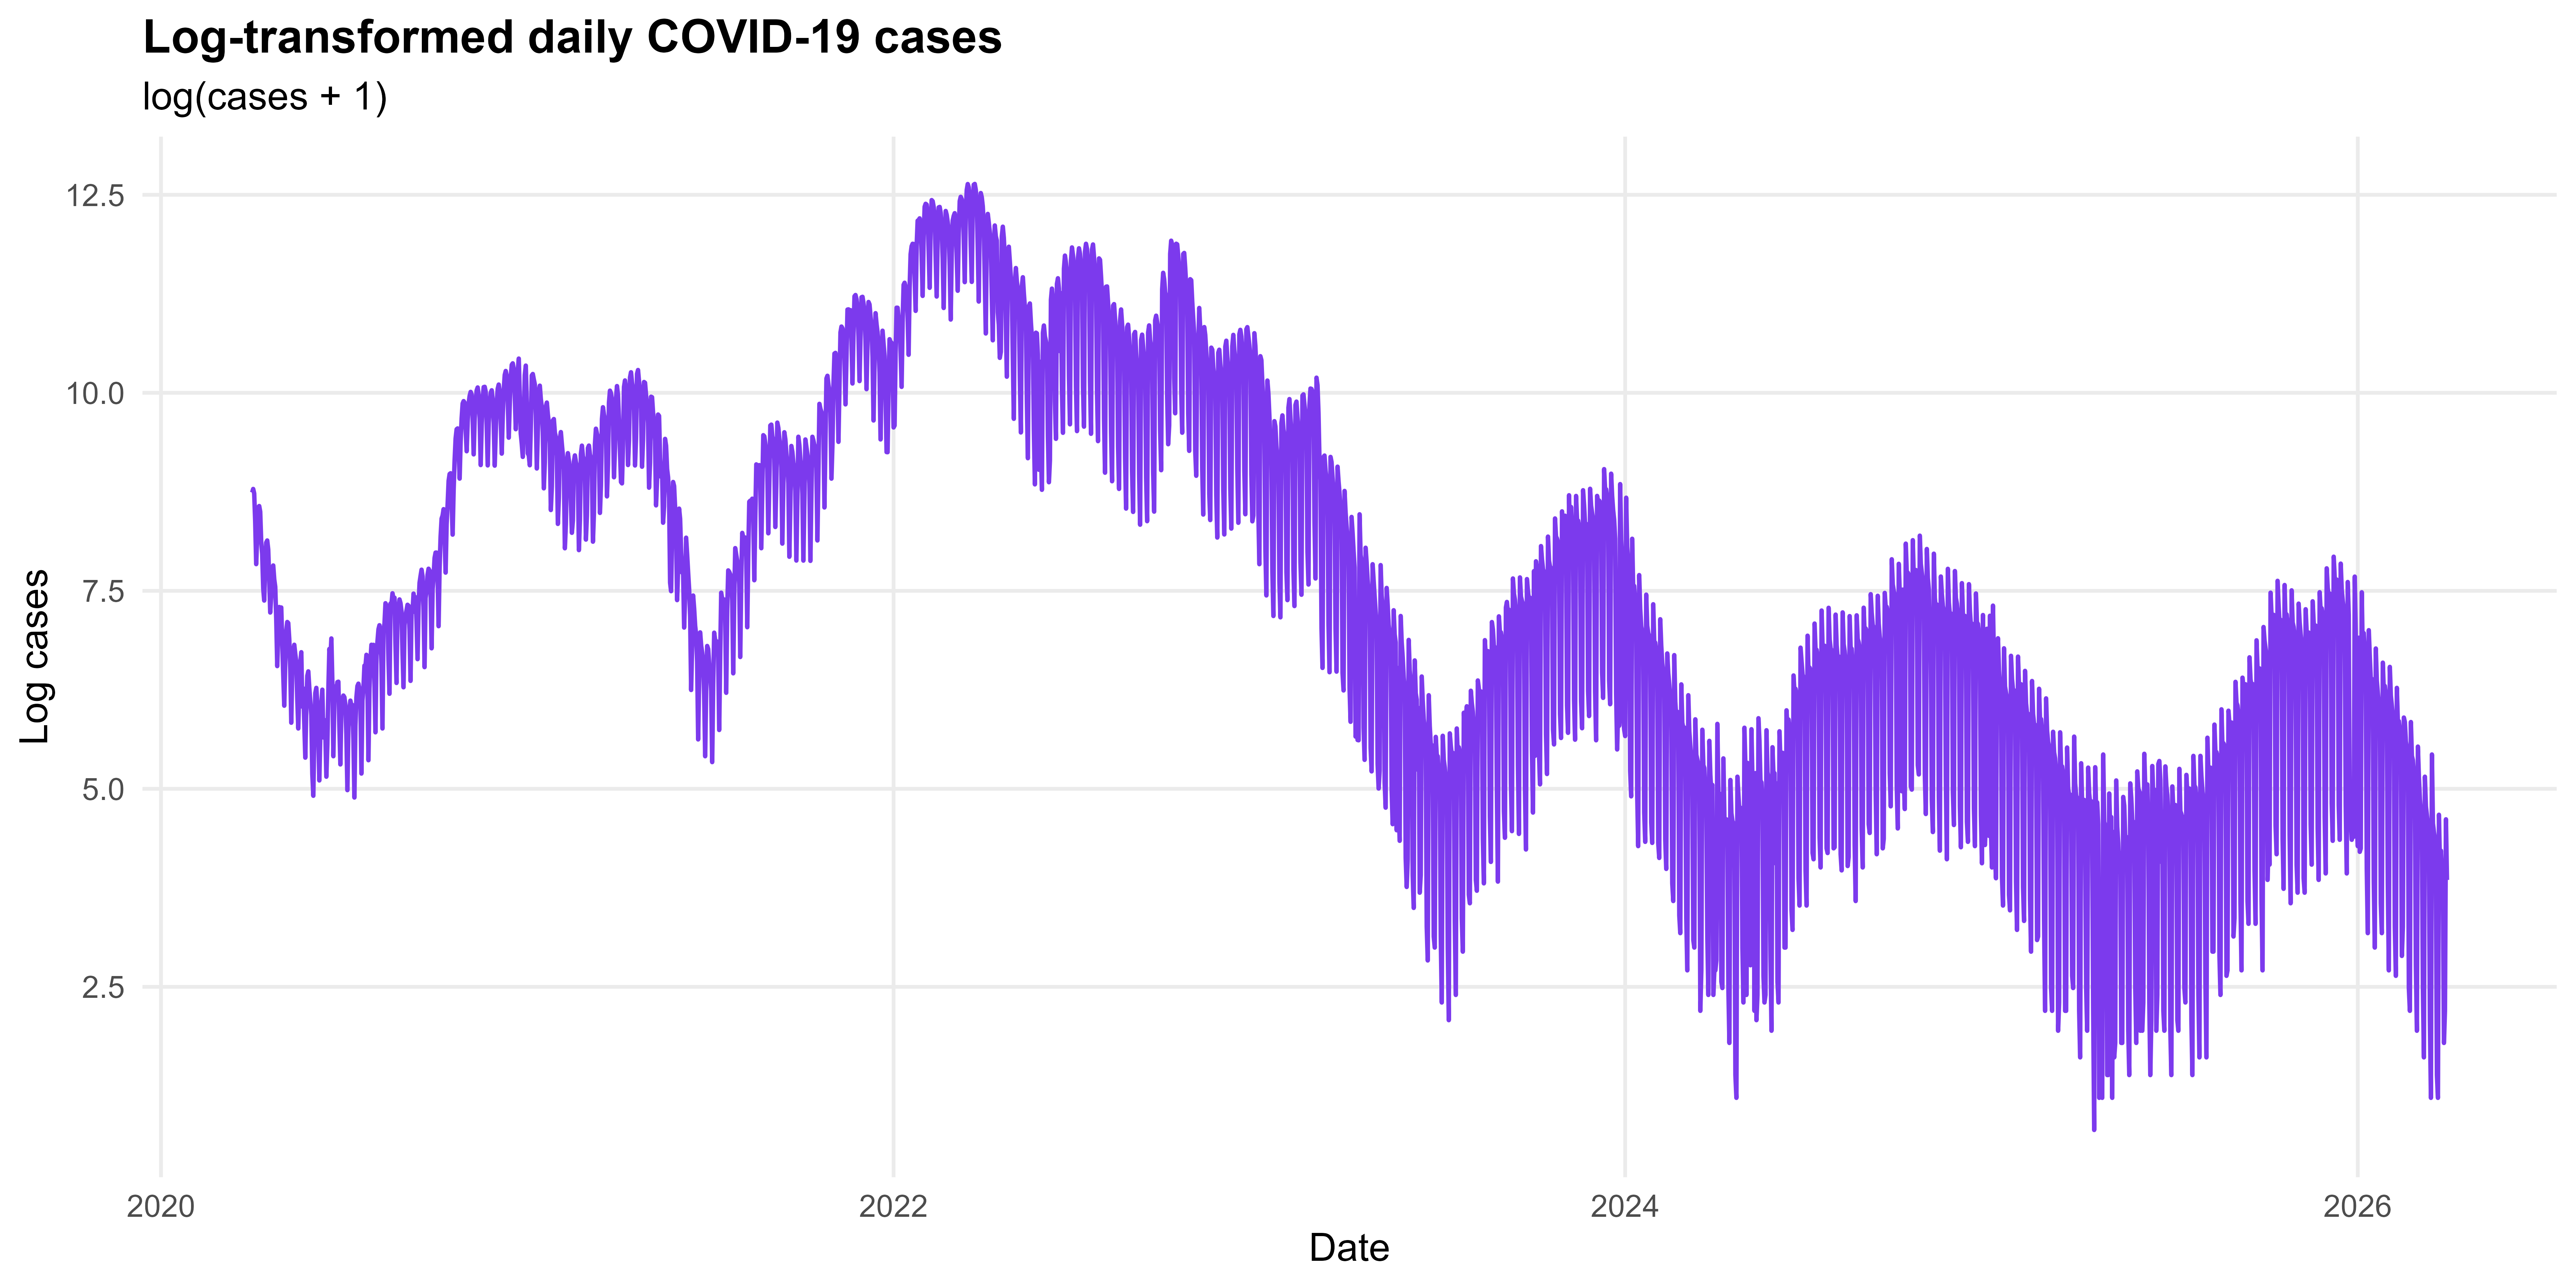 Log-transformed daily COVID-19 cases
log(cases + 1)
12.5
10.0
7.5
5.0
2.5
Log cases
2020
2022
2024
2026
Date